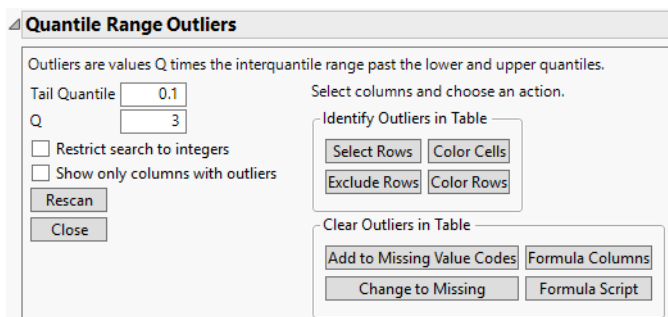 Quantile Range Outliers
Outliers are values Q times the interquantile range past the lower and upper quantiles.
Tail Quantile 0.1
Q 3
Restrict search to integers
Show only columns with outliers
Rescan
Close
Select columns and choose an action.
Identify Outliers in Table
Select Rows Color Cells
Exclude Rows Color Rows
Clear Outliers in Table
Add to Missing Value Codes Formula Columns
Change to Missing Formula Script